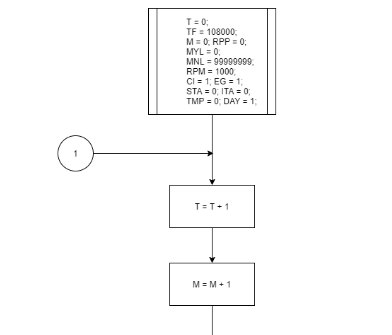 T = 0;
TF = 108000;
M = 0; RPP = 0;
MYL = 0;
MNL = 99999999;
RPM = 1000;
CI = 1; EG = 1;
STA = 0; ITA = 0;
TMP = 0; DAY = 1;
1
T = T + 1
M = M + 1